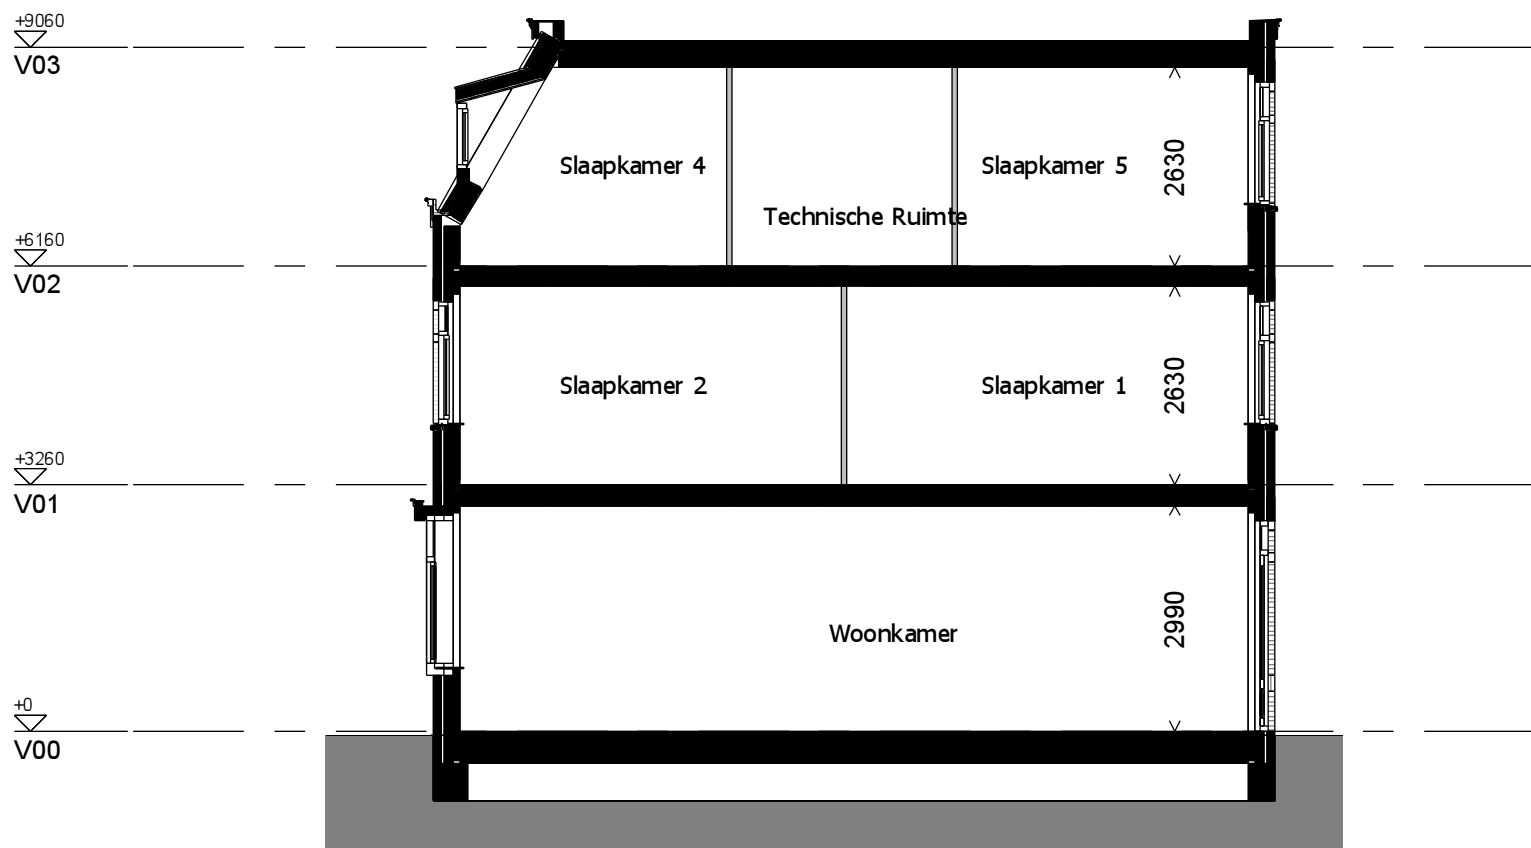 +9060
V03
Slaapkamer 4
Slaapkamer 5
2630
Technische Ruimte
+6160
V02
Slaapkamer 2
Slaapkamer 1
2630
+3260
V01
2990
Woonkamer
+0
V00